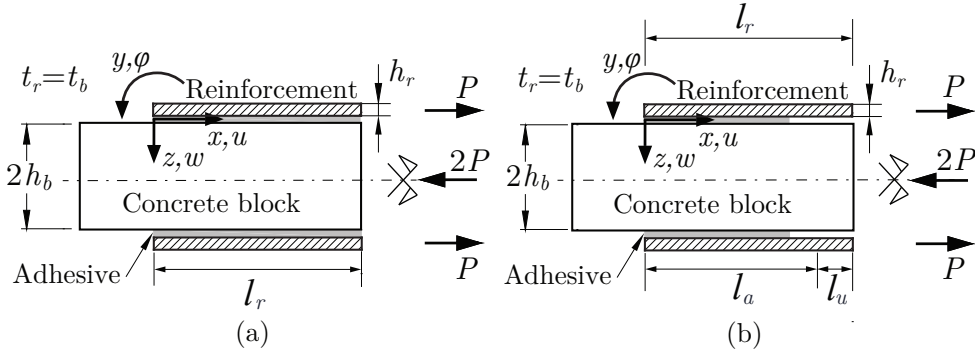 y,φ
t_r=t_b
Reinforcement
h_r
P
x,u
z,w
2h_b
2P
Concrete block
Adhesive
P
l_r
(a)
l_r
y,φ
t_r=t_b
Reinforcement
h_r
P
x,u
z,w
2h_b
2P
Concrete block
Adhesive
P
l_a
l_u
(b)